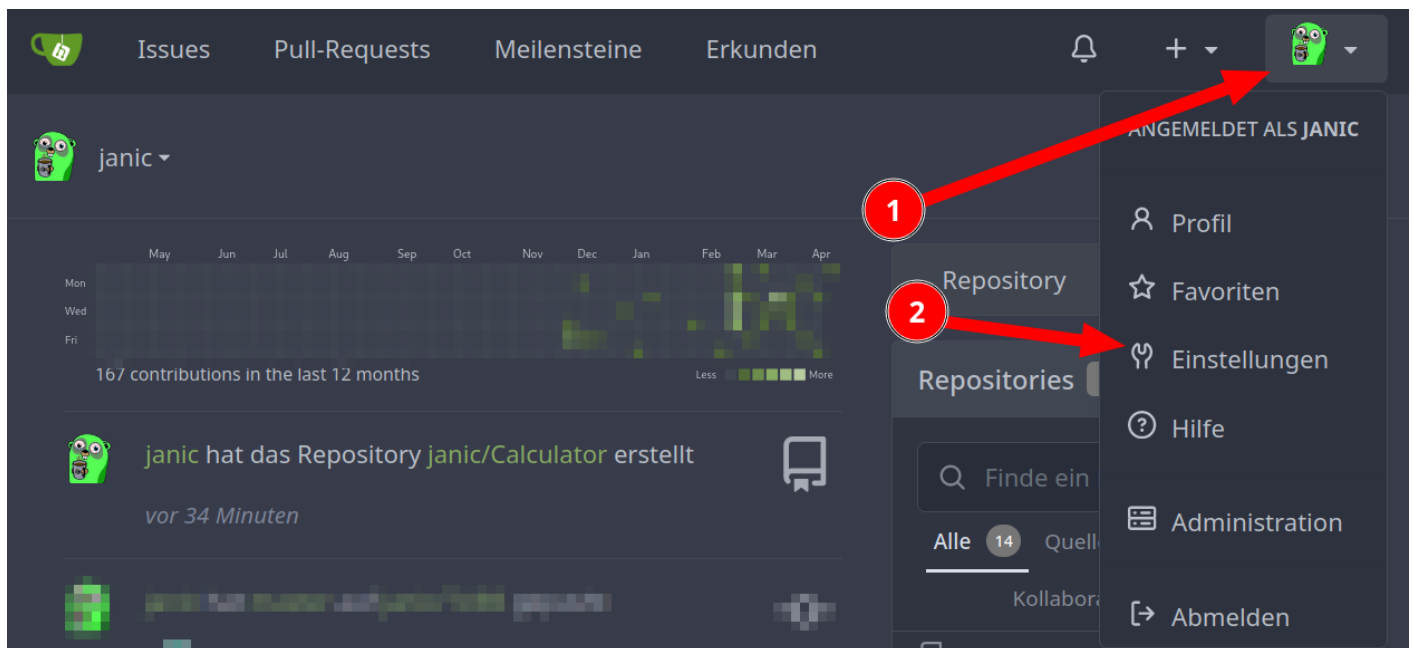 Issues Pull-Requests Meilensteine Erkunden
1
ANGEMELDET ALS JANIC
janic
Profil
Favoriten
2
Einstellungen
Hilfe
Administration
Abmelden
May Jun Jul Aug Sep Oct Nov Dec Jan Feb Mar Apr
Mon
Wed
Fri
167 contributions in the last 12 months
Less More
janic hat das Repository janic/Calculator erstellt
vor 34 Minuten
Repository
Repositories
Finde ein
Alle 14 Quell
Kollabora